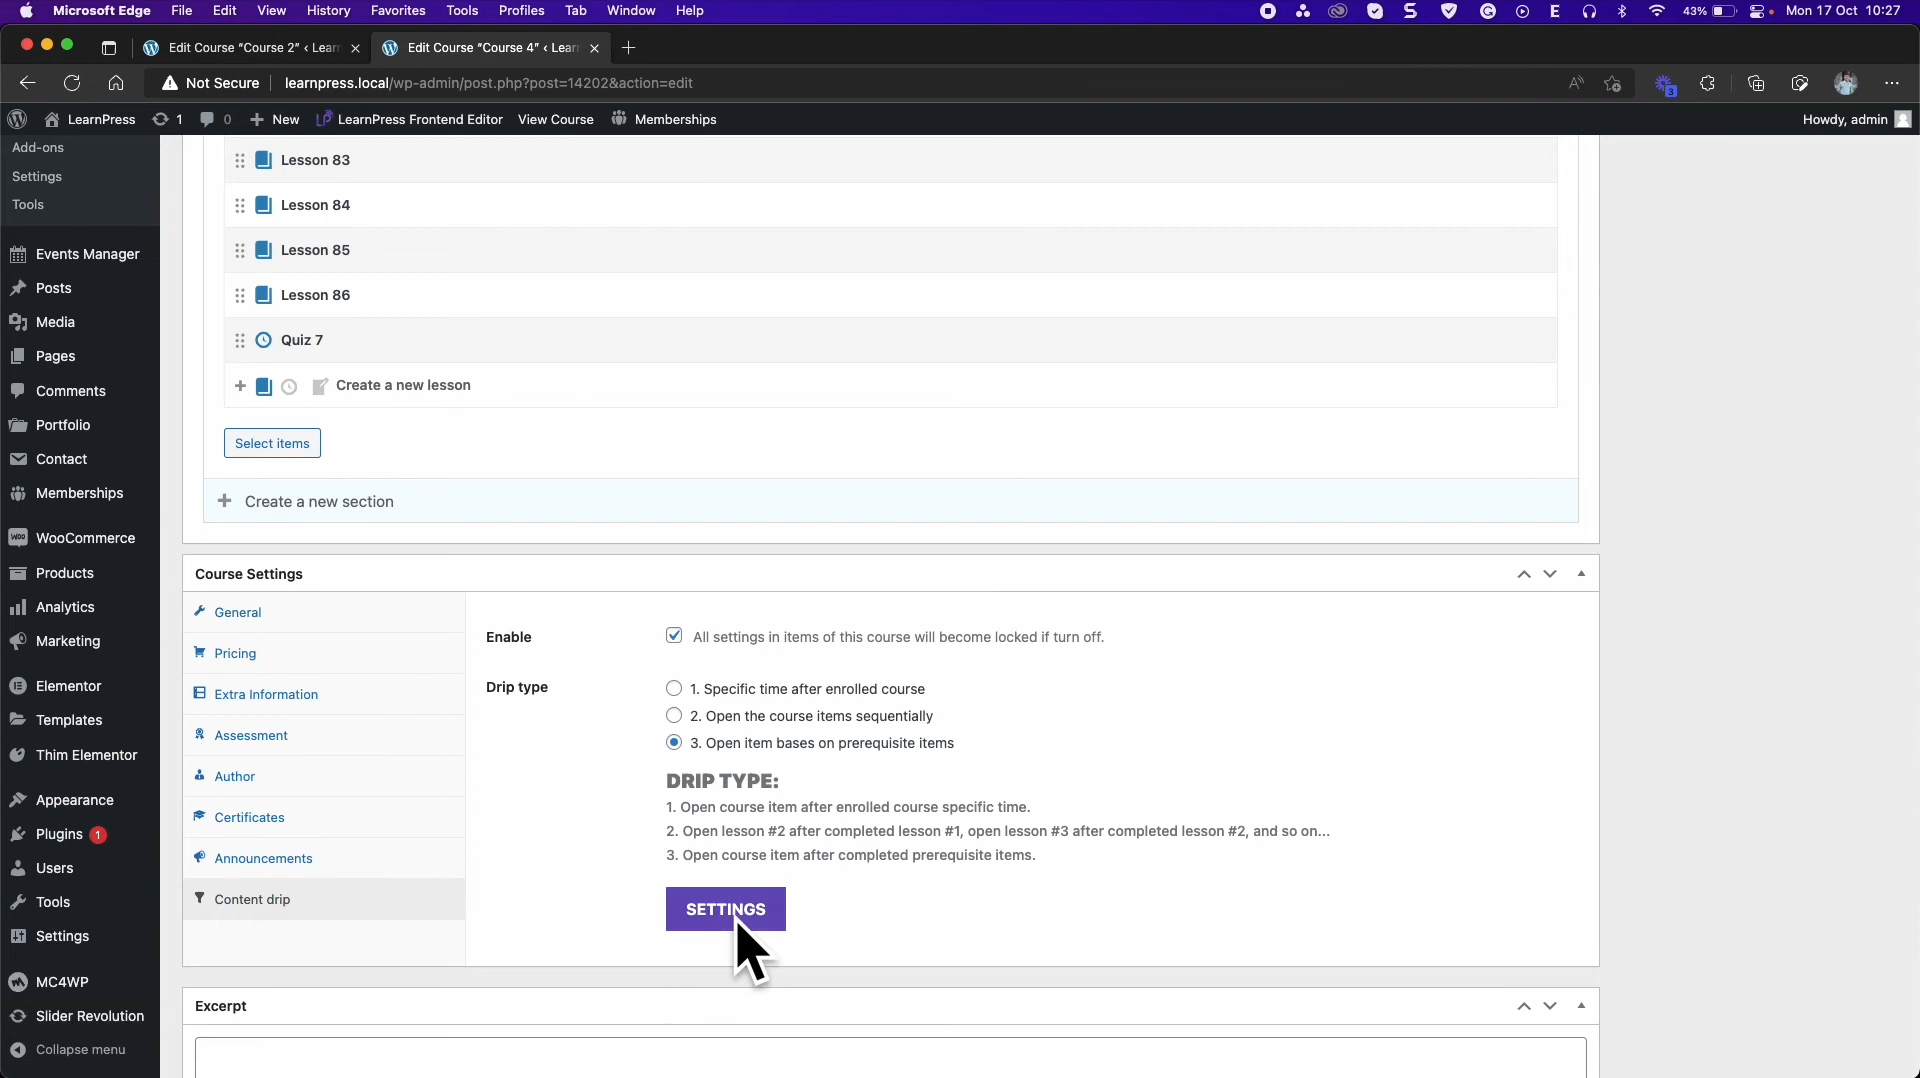 Microsoft Edge File Edit View History Favorites Tools Profiles Tab Window Help
43% Mon 17 Oct 10:27
Edit Course "Course 2" < Lear
Edit Course "Course 4" < Lear
Not Secure learnpress.local/wp-admin/post.php?post=14202&action=edit
3
LearnPress 1 0 New LearnPress Frontend Editor View Course Memberships
Howdy, admin
Add-ons
Settings
Tools
Events Manager
Posts
Media
Pages
Comments
Portfolio
Contact
Memberships
WooCommerce
Products
Analytics
Marketing
Elementor
Templates
Thim Elementor
Appearance
Plugins 1
Users
Tools
Settings
MC4WP
Slider Revolution
Collapse menu
Lesson 83
Lesson 84
Lesson 85
Lesson 86
Quiz 7
Create a new lesson
Select items
Create a new section
Course Settings
General
Pricing
Extra Information
Assessment
Author
Certificates
Announcements
Content drip
Enable
All settings in items of this course will become locked if turn off.
Drip type
1. Specific time after enrolled course
2. Open the course items sequentially
3. Open item bases on prerequisite items
DRIP TYPE:
1. Open course item after enrolled course specific time.
2. Open lesson #2 after completed lesson #1, open lesson #3 after completed lesson #2, and so on...
3. Open course item after completed prerequisite items.
SETTINGS
Excerpt